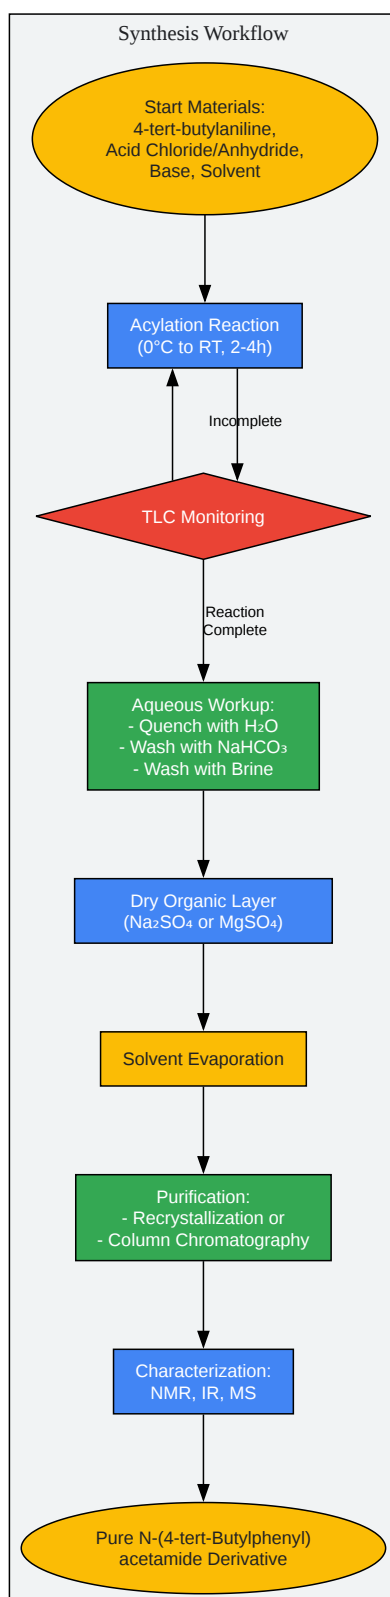 Synthesis Workflow
Start Materials:
4-tert-butylaniline,
Acid Chloride/Anhydride,
Base, Solvent
Acylation Reaction
(0°C to RT, 2-4h)
Incomplete
TLC Monitoring
Reaction
Complete
Aqueous Workup:
- Quench with H₂O
- Wash with NaHCO₃
- Wash with Brine
Dry Organic Layer
(Na₂SO₄ or MgSO₄)
Solvent Evaporation
Purification:
- Recrystallization or
- Column Chromatography
Characterization:
NMR, IR, MS
Pure N-(4-tert-Butylphenyl)
acetamide Derivative